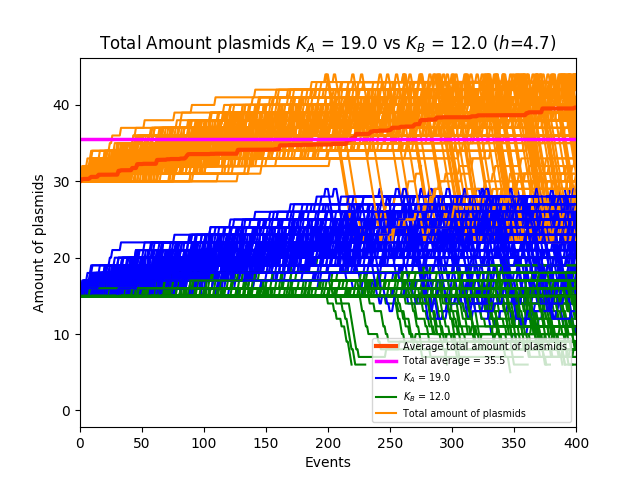 Total Amount plasmids K_A = 19.0 vs K_B = 12.0 (h=4.7)
Amount of plasmids
40
30
20
10
0
Average total amount of plasmids
Total average = 35.5
K_A = 19.0
K_B = 12.0
Total amount of plasmids
0 50 100 150 200 250 300 350 400
Events